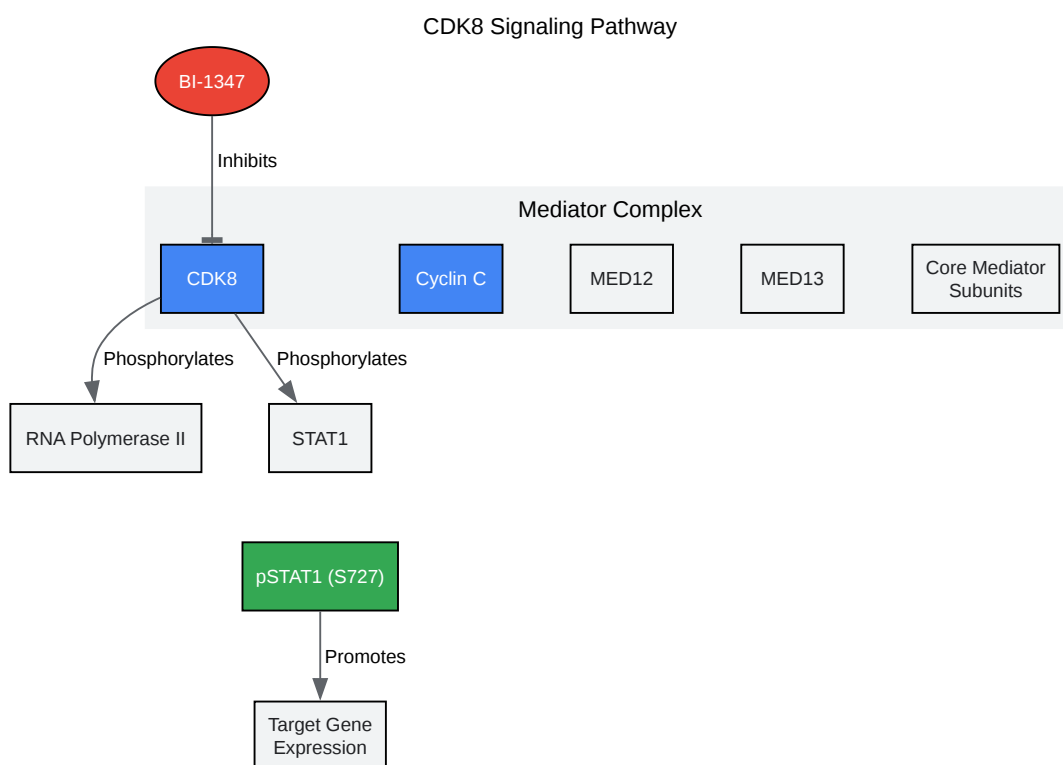 CDK8 Signaling Pathway
BI-1347
Inhibits
Mediator Complex
CDK8
Cyclin C
MED12
MED13
Core Mediator
Subunits
Phosphorylates
Phosphorylates
RNA Polymerase II
STAT1
pSTAT1 (S727)
Promotes
Target Gene
Expression